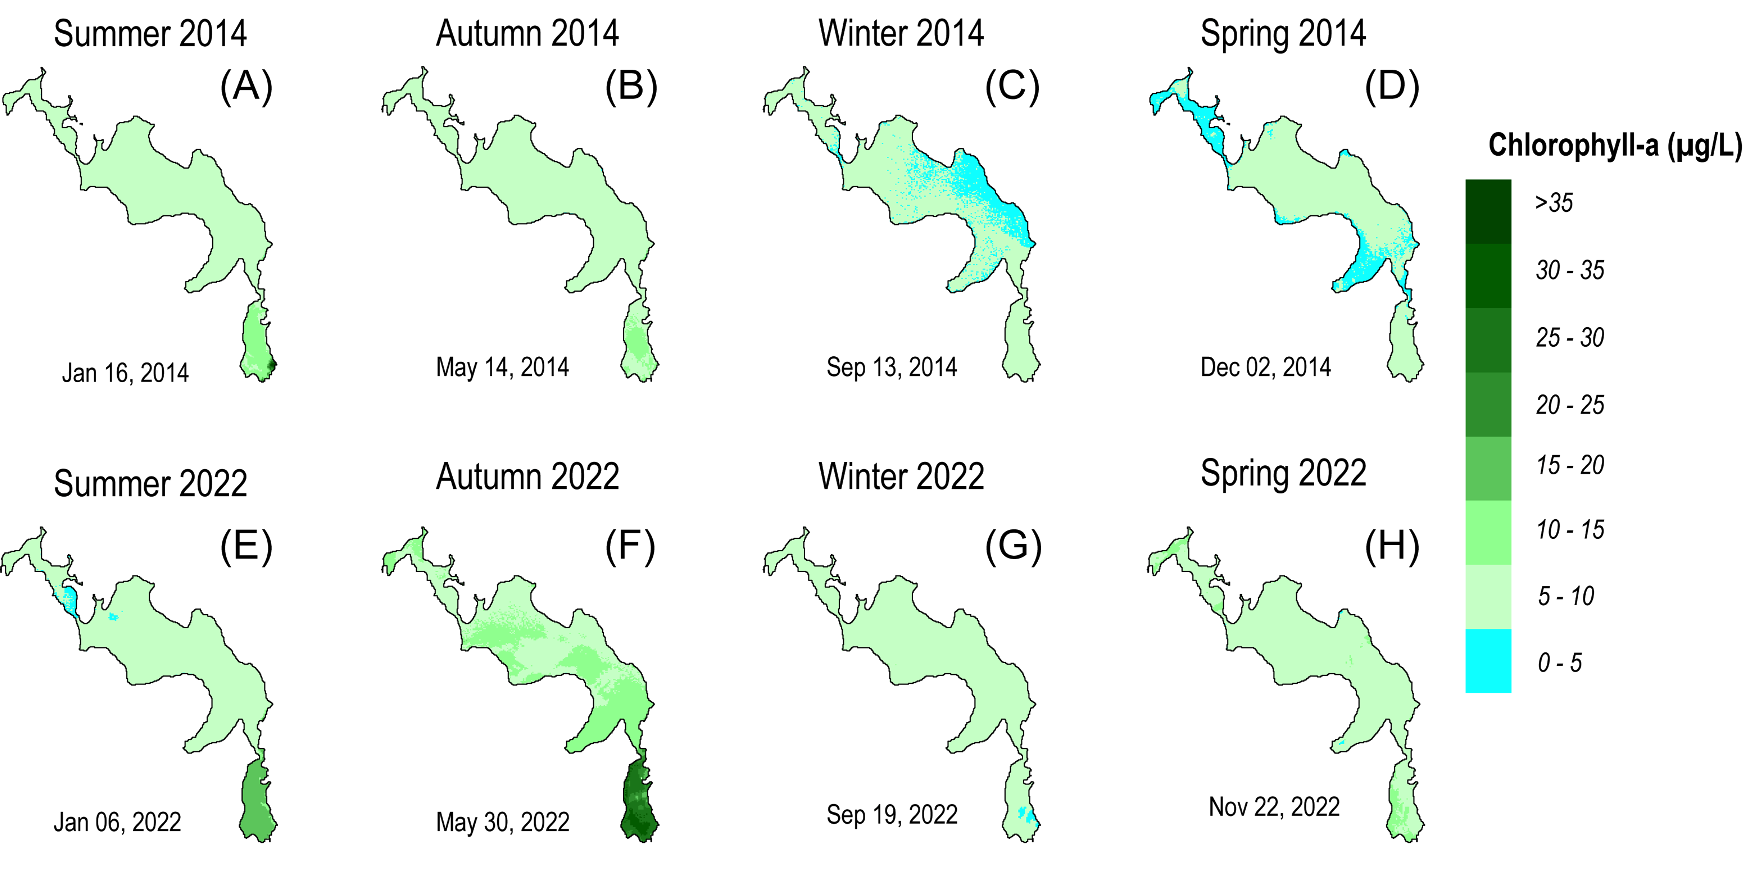 Summer 2014
Autumn 2014
Winter 2014
Spring 2014
(A)
(B)
(C)
(D)
Jan 16, 2014
May 14, 2014
Sep 13, 2014
Dec 02, 2014
Summer 2022
Autumn 2022
Winter 2022
Spring 2022
(E)
(F)
(G)
(H)
Jan 06, 2022
May 30, 2022
Sep 19, 2022
Nov 22, 2022
Chlorophyll-a (µg/L)
>35
30 - 35
25 - 30
20 - 25
15 - 20
10 - 15
5 - 10
0 - 5